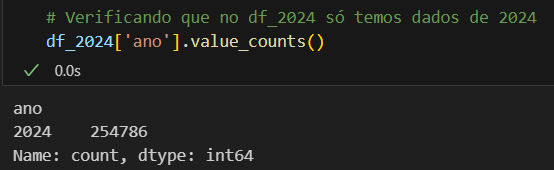 # Verificando que no df_2024 só temos dados de 2024
df_2024['ano'].value_counts()
✓ 0.0s
ano
2024    254786
Name: count, dtype: int64